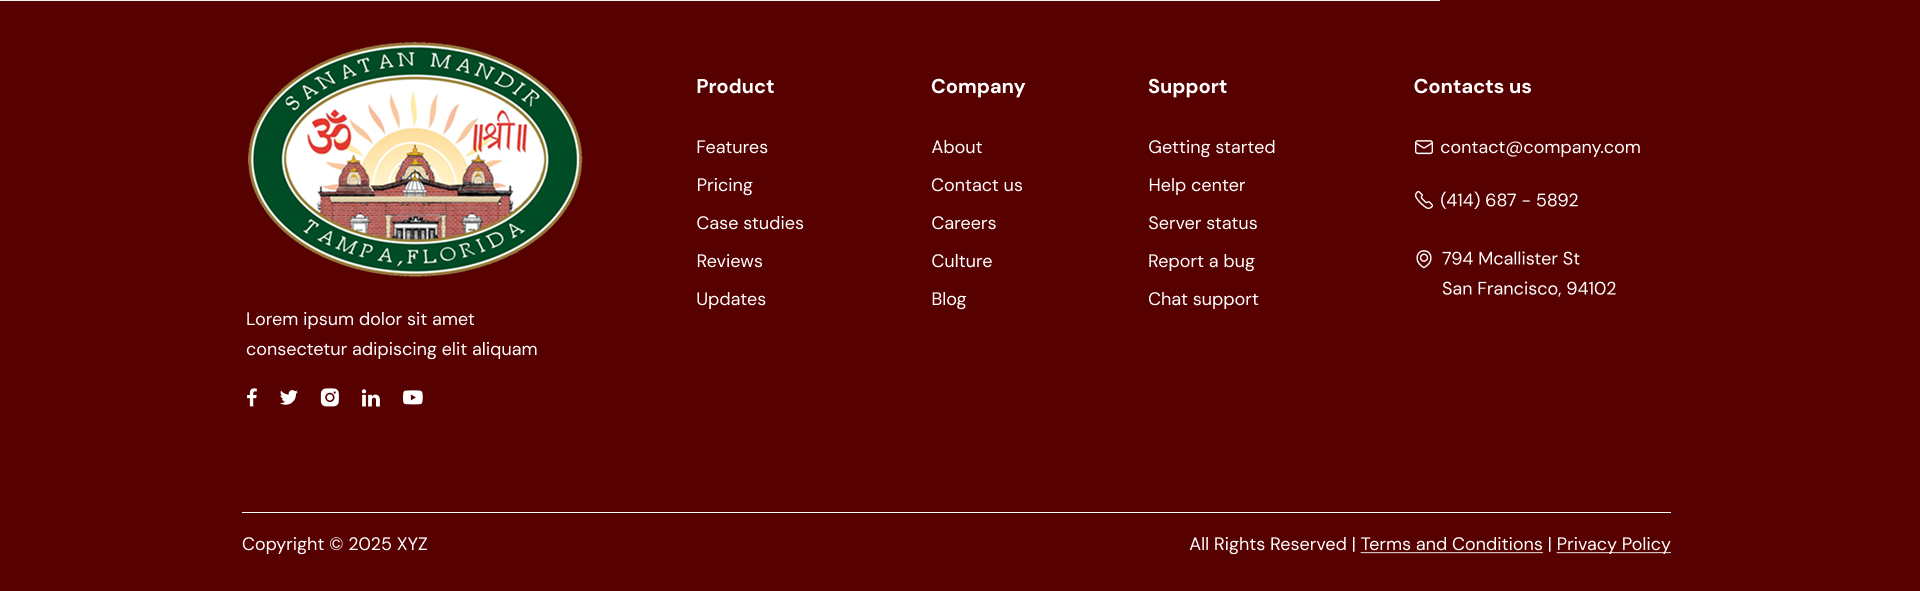 SANATAN MANDIR
ॐ
॥श्री॥
TAMPA, FLORIDA
Lorem ipsum dolor sit amet
consectetur adipiscing elit aliquam
Product
Features
Pricing
Case studies
Reviews
Updates
Company
About
Contact us
Careers
Culture
Blog
Support
Getting started
Help center
Server status
Report a bug
Chat support
Contacts us
contact@company.com
(414) 687 - 5892
794 Mcallister St
San Francisco, 94102
Copyright © 2025 XYZ
All Rights Reserved | Terms and Conditions | Privacy Policy